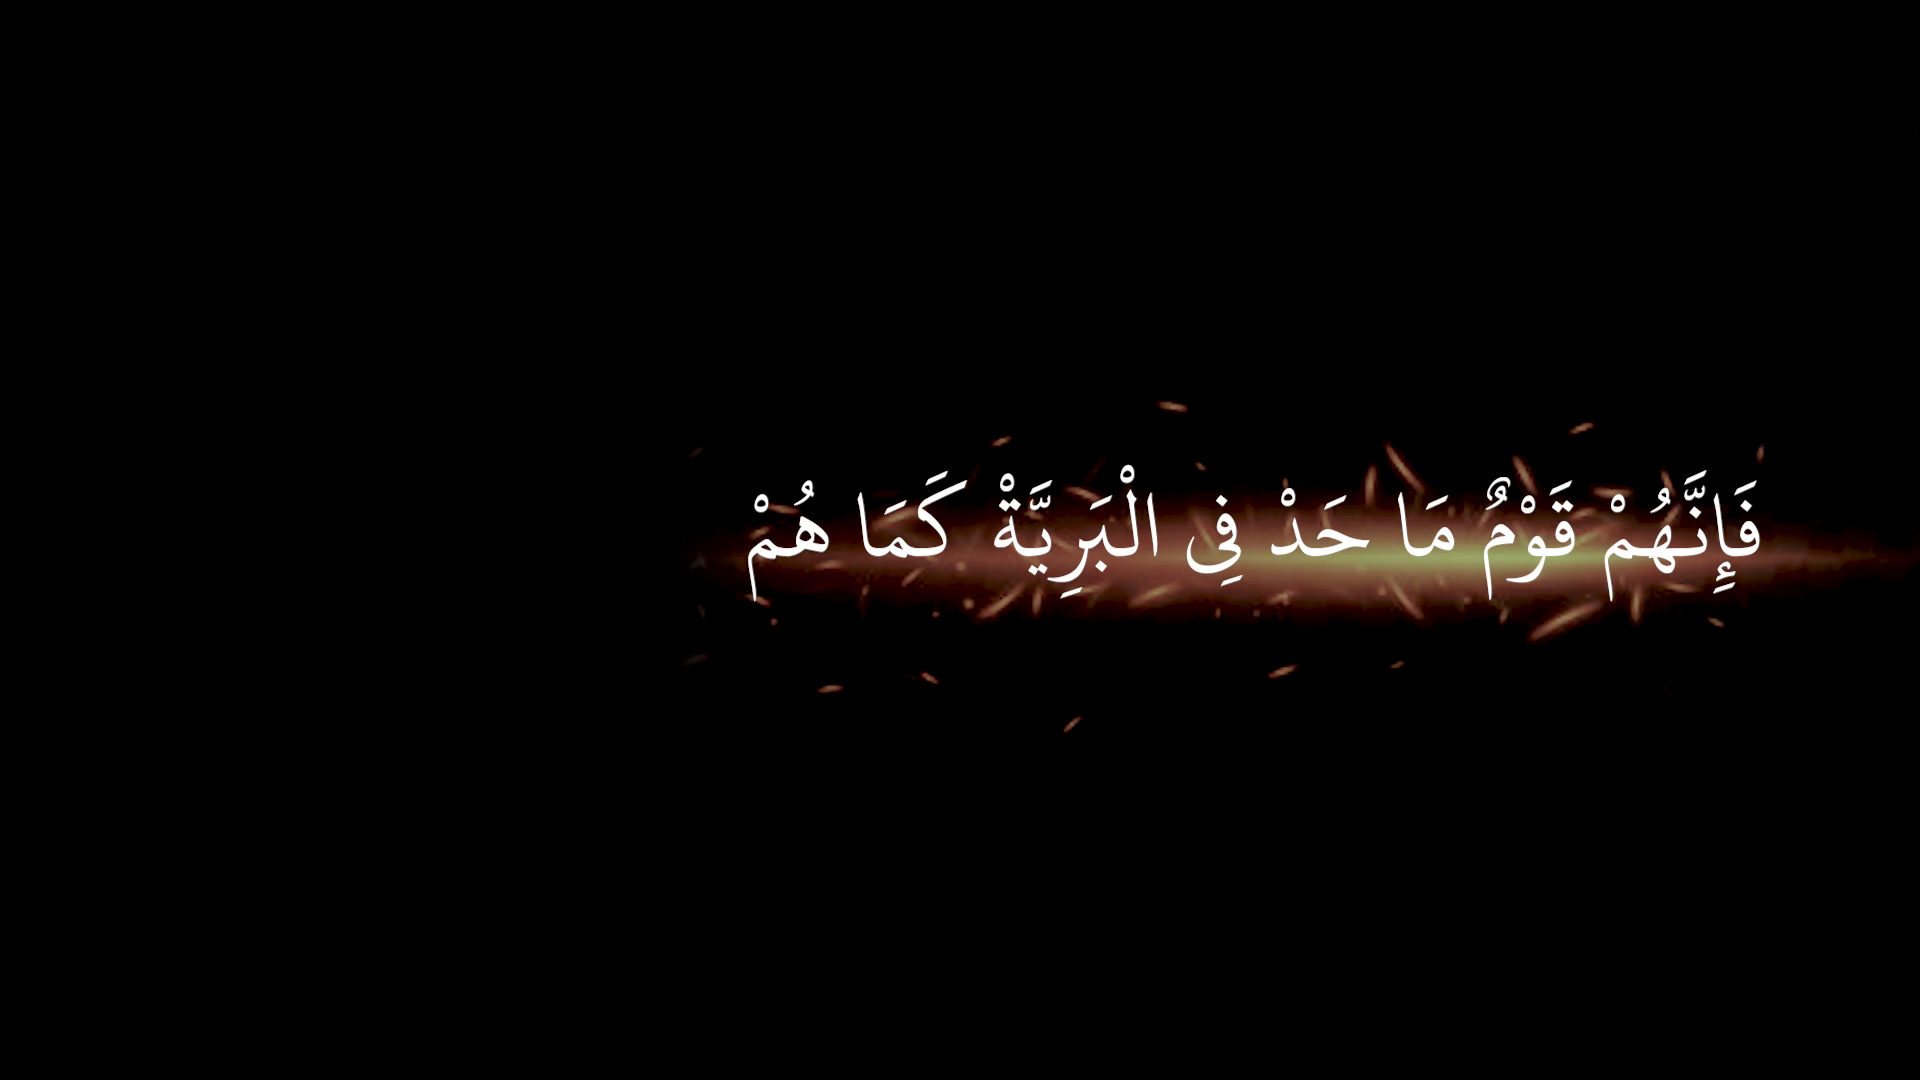 فَإِنَّهُمْ قَوْمٌ مَا حَدْ فِى الْبَرِيَّةْ كَمَا هُمْ